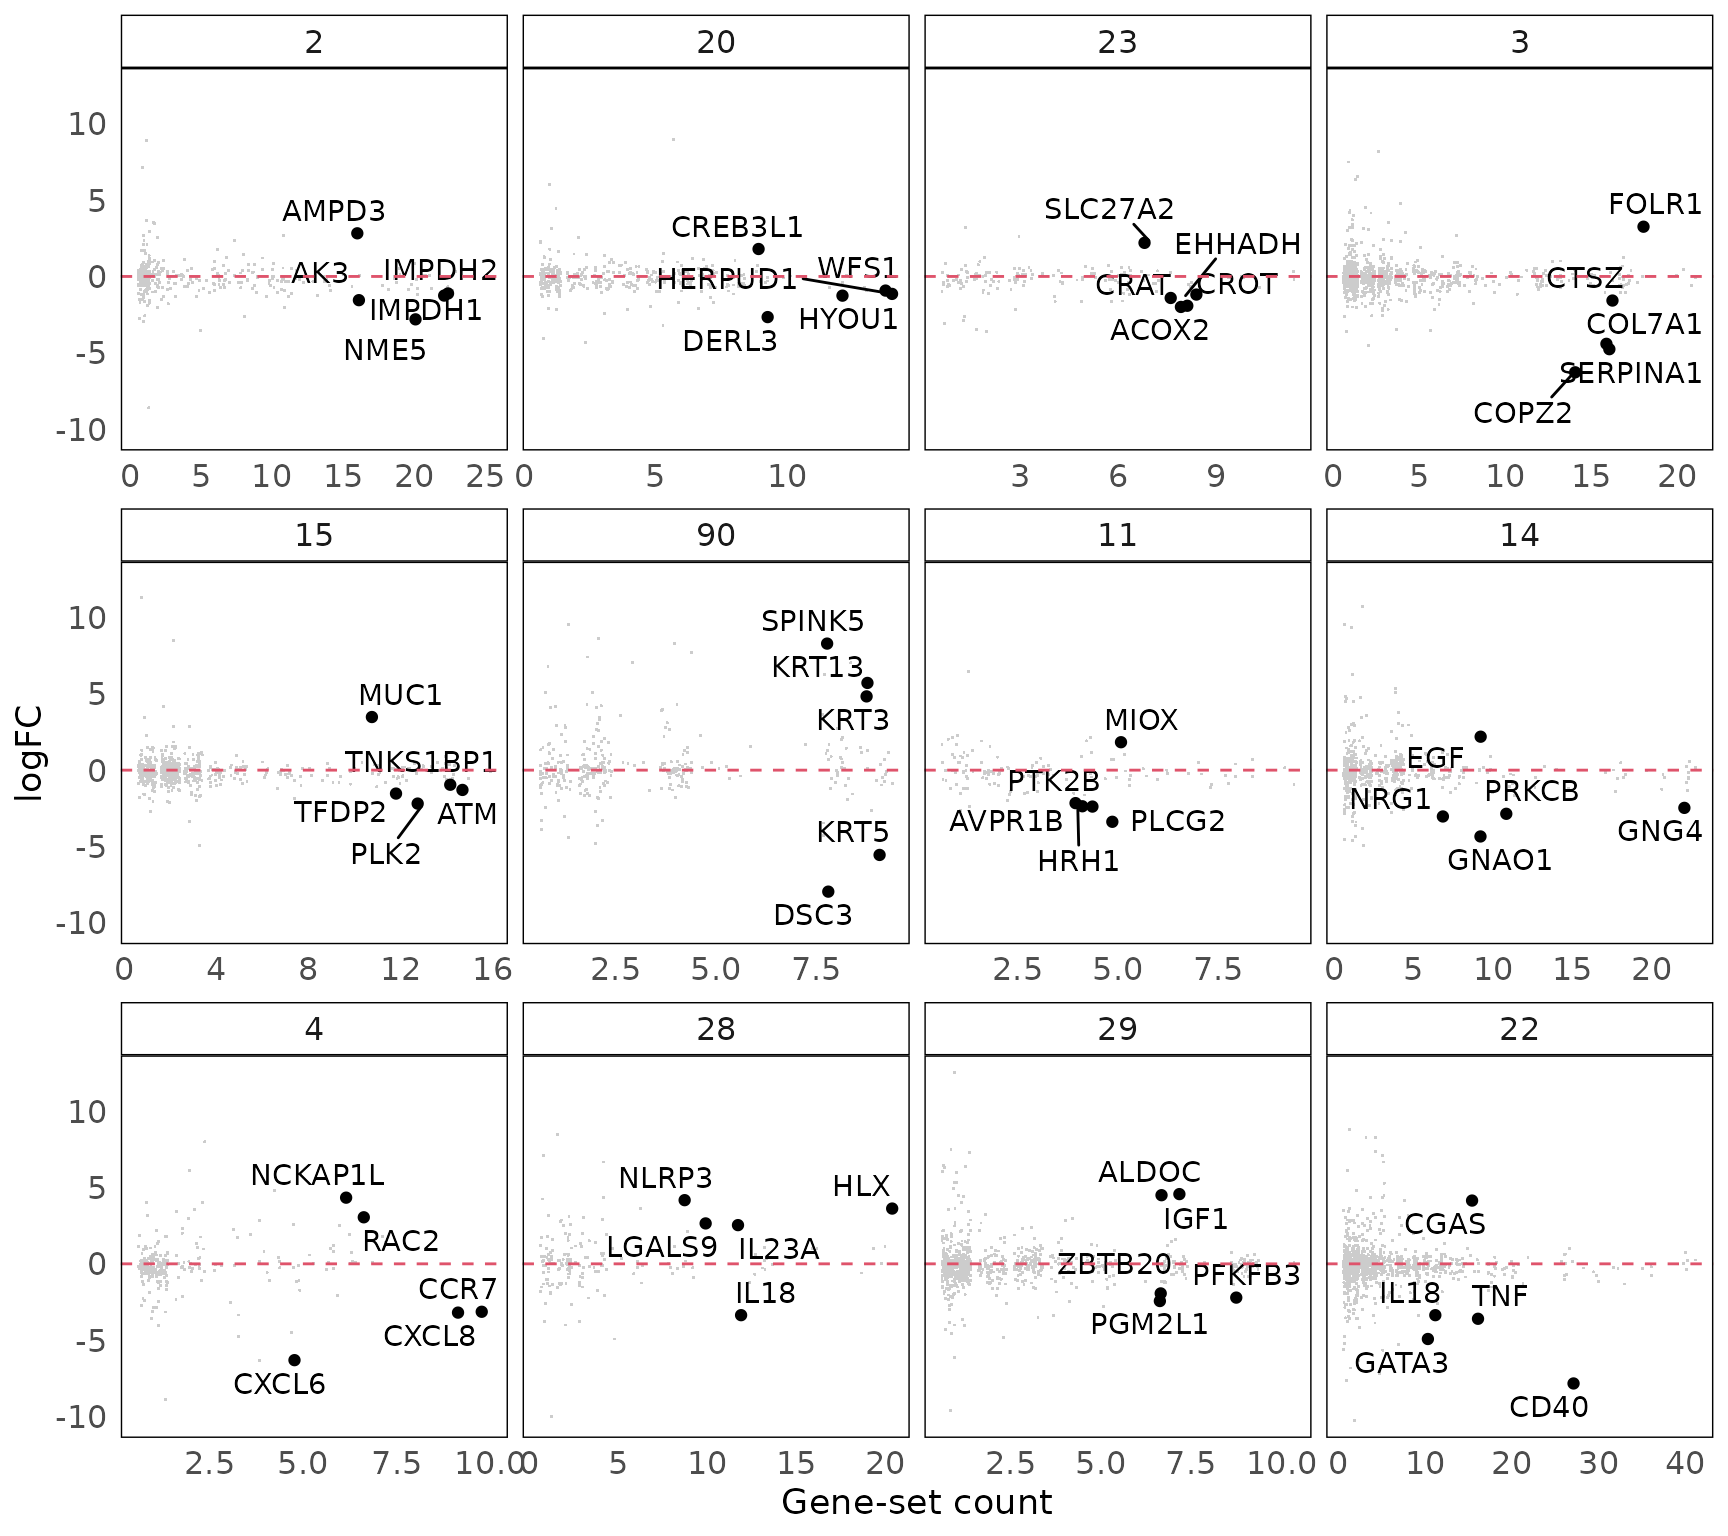 2
20
23
3
10
5
0
-5
-10
AMPD3
AK3
IMPDH2
IMPDH1
NME5
CREB3L1
HERPUD1
WFS1
HYOU1
DERL3
SLC27A2
EHHADH
CRAT
CROT
ACOX2
FOLR1
CTSZ
COL7A1
SERPINA1
COPZ2
0 5 10 15 20 25
0 5 10
3 6 9
0 5 10 15 20
15
90
11
14
logFC
10
5
0
-5
-10
MUC1
TNKS1BP1
TFDP2
ATM
PLK2
SPINK5
KRT13
KRT3
KRT5
DSC3
MIOX
PTK2B
AVPR1B
PLCG2
HRH1
EGF
NRG1
PRKCB
GNG4
GNAO1
0 4 8 12 16
2.5 5.0 7.5
2.5 5.0 7.5
0 5 10 15 20
4
28
29
22
10
5
0
-5
-10
NCKAP1L
RAC2
CCR7
CXCL8
CXCL6
NLRP3
HLX
LGALS9
IL23A
IL18
ALDOC
IGF1
ZBTB20
PFKFB3
PGM2L1
CGAS
IL18
TNF
GATA3
CD40
2.5 5.0 7.5 10.0
0 5 10 15 20
2.5 5.0 7.5 10.0
0 10 20 30 40
Gene-set count